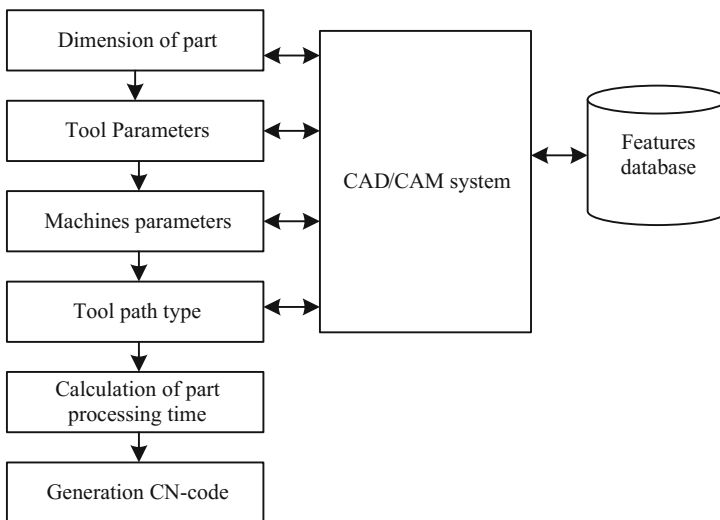 Dimension of part
Tool Parameters
Machines parameters
Tool path type
Calculation of part
processing time
Generation CN-code
CAD/CAM system
Features
database